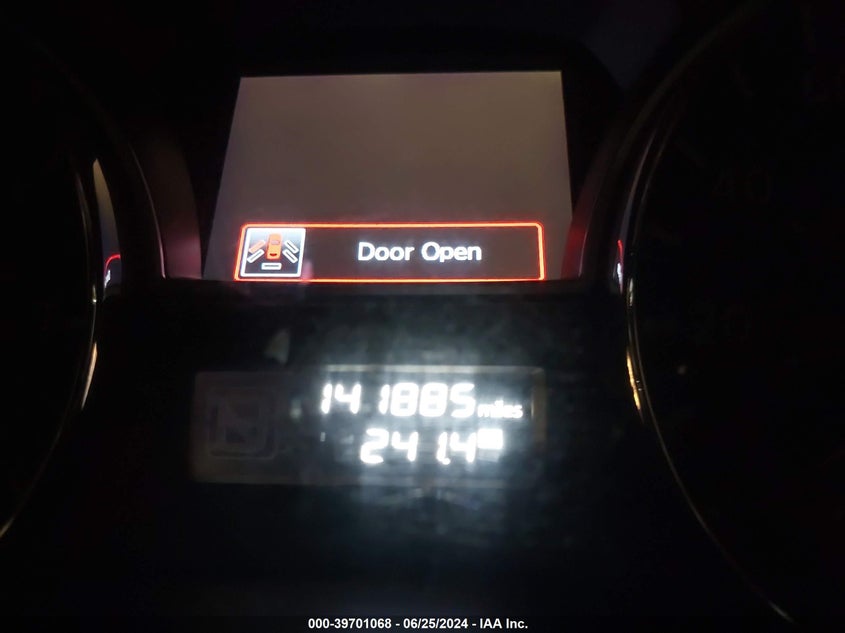 Door Open
141885 miles
241.4
000-39701068 - 06/25/2024 - IAA Inc.